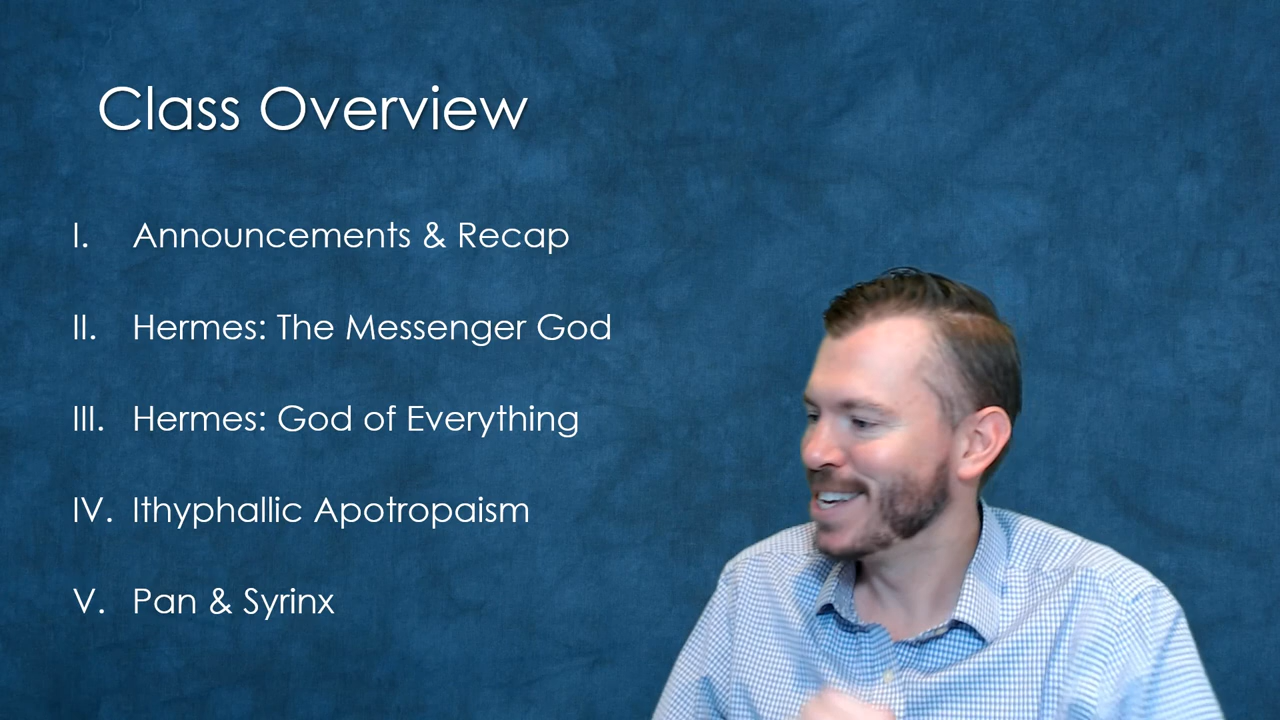 Class Overview
I. Announcements & Recap
II. Hermes: The Messenger God
III. Hermes: God of Everything
IV. Ithyphallic Apotropaism
V. Pan & Syrinx